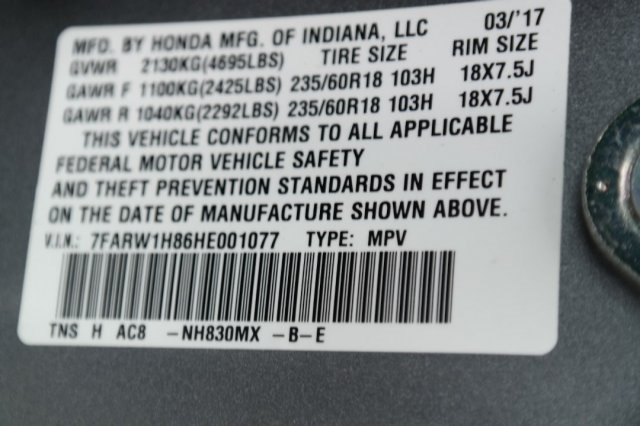 MFD. BY HONDA MFG. OF INDIANA, LLC 03/'17
GVWR 2130KG(4695LBS) TIRE SIZE RIM SIZE
GAWR F 1100KG(2425LBS) 235/60R18 103H 18X7.5J
GAWR R 1040KG(2292LBS) 235/60R18 103H 18X7.5J
THIS VEHICLE CONFORMS TO ALL APPLICABLE
FEDERAL MOTOR VEHICLE SAFETY
AND THEFT PREVENTION STANDARDS IN EFFECT
ON THE DATE OF MANUFACTURE SHOWN ABOVE.
V.I.N.: 7FARW1H86HE001077 TYPE: MPV
TNS H AC8 -NH830MX -B-E